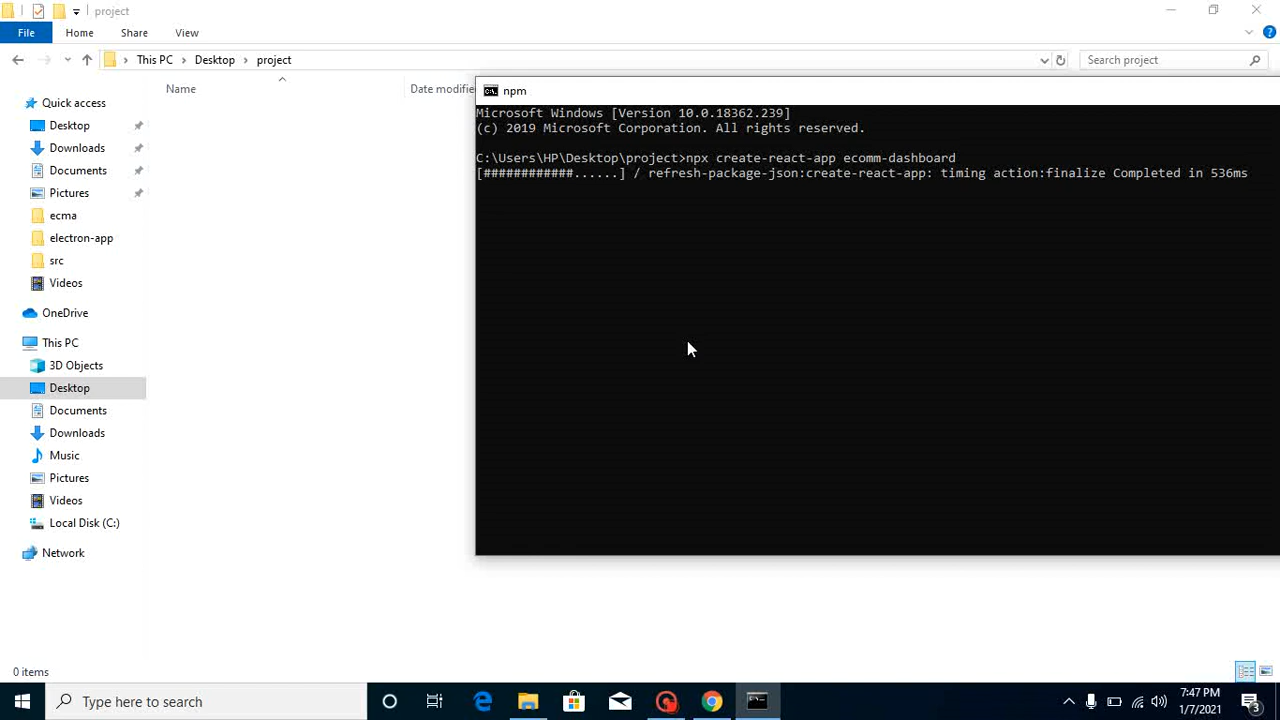 project
File
Home
Share
View
This PC
Desktop
project
Search project
Name
Date modifie
Quick access
Desktop
Downloads
Documents
Pictures
ecma
electron-app
src
Videos
OneDrive
This PC
3D Objects
Desktop
Documents
Downloads
Music
Pictures
Videos
Local Disk (C:)
Network
0 items
npm
Microsoft Windows [Version 10.0.18362.239]
(c) 2019 Microsoft Corporation. All rights reserved.
C:\Users\HP\Desktop\project>npx create-react-app ecomm-dashboard
[############......] / refresh-package-json:create-react-app: timing action:finalize Completed in 536ms
Type here to search
7:47 PM
1/7/2021
3